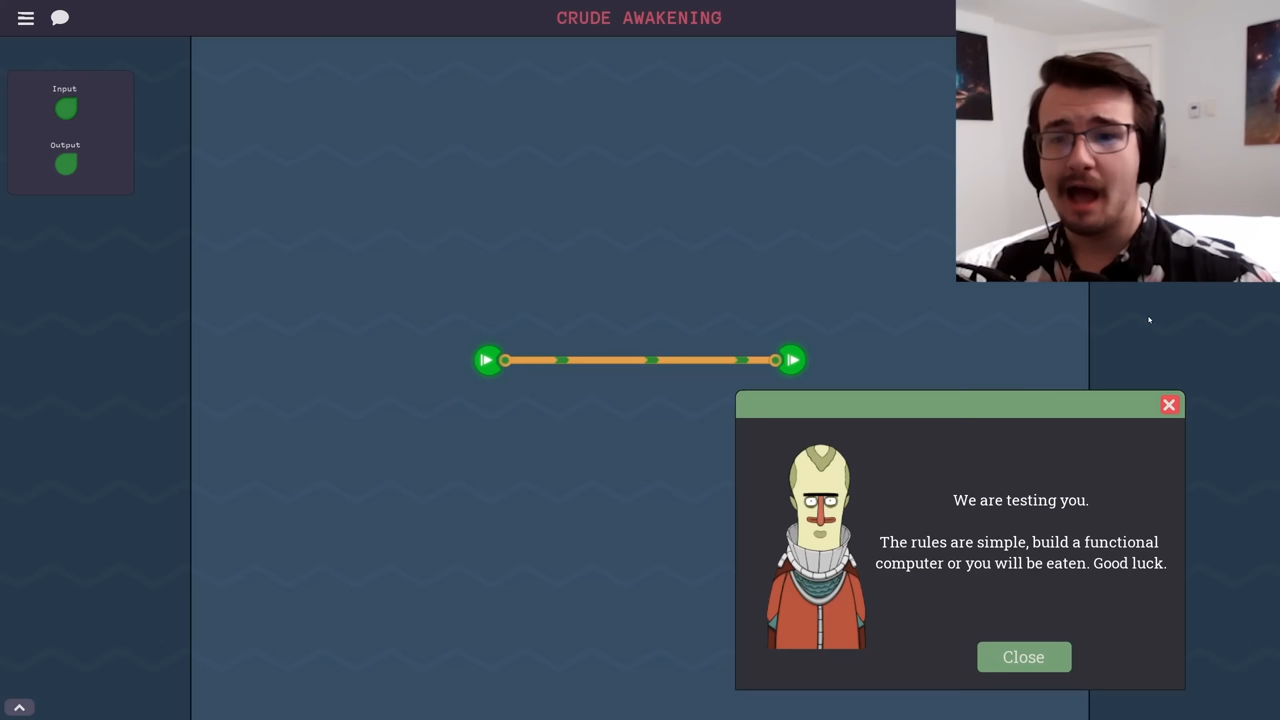 CRUDE AWAKENING
Input
Output
We are testing you.
The rules are simple, build a functional
computer or you will be eaten. Good luck.
Close